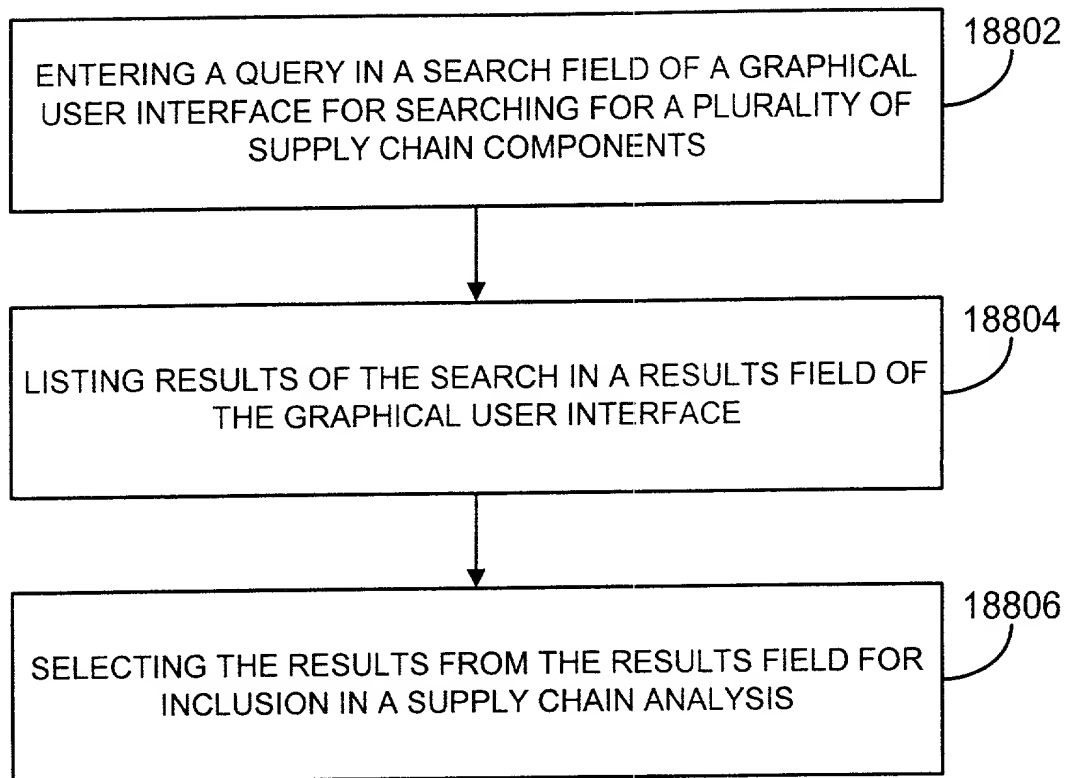 18802
ENTERING A QUERY IN A SEARCH FIELD OF A GRAPHICAL
USER INTERFACE FOR SEARCHING FOR A PLURALITY OF
SUPPLY CHAIN COMPONENTS
18804
LISTING RESULTS OF THE SEARCH IN A RESULTS FIELD OF
THE GRAPHICAL USER INTERFACE
18806
SELECTING THE RESULTS FROM THE RESULTS FIELD FOR
INCLUSION IN A SUPPLY CHAIN ANALYSIS